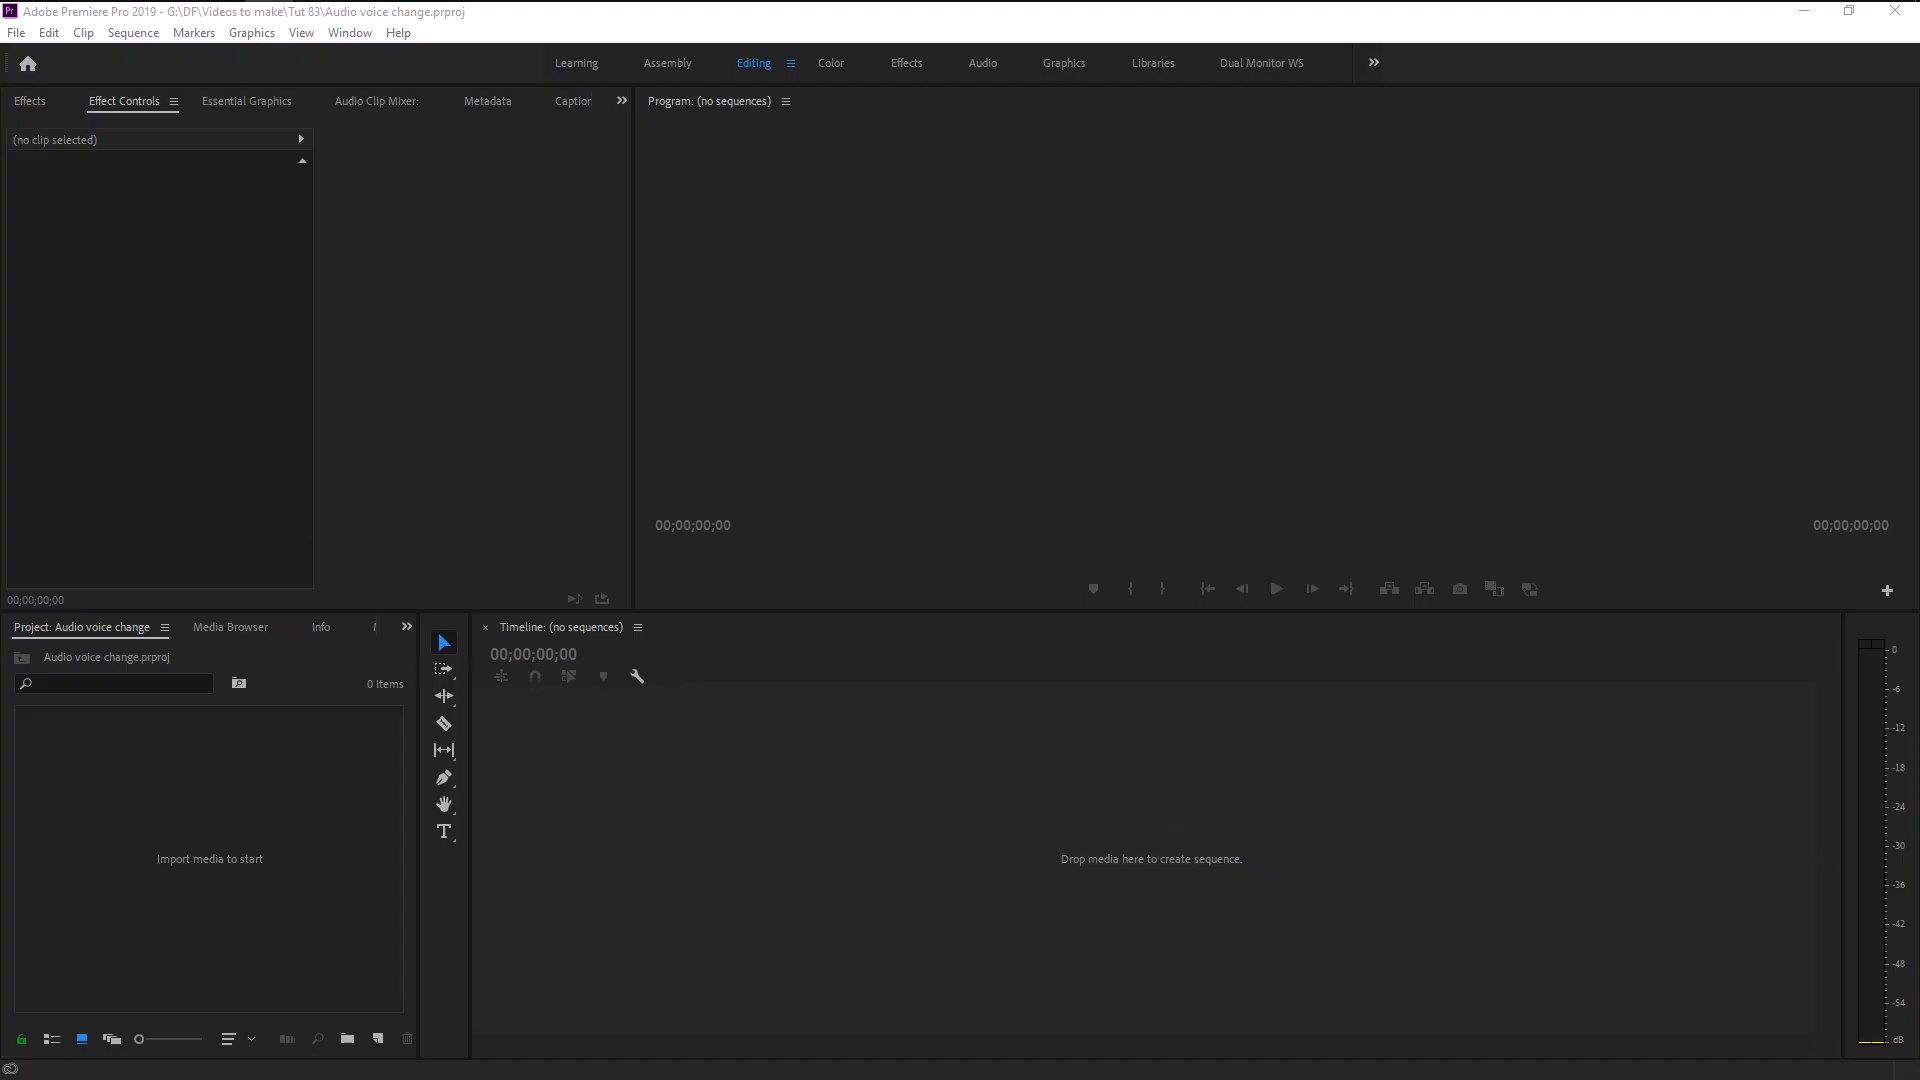 Pr Adobe Premiere Pro 2019 - G:\DF\Videos to make\Tut 83\Audio voice change.prproj
File Edit Clip Sequence Markers Graphics View Window Help
Learning Assembly Editing Color Effects Audio Graphics Libraries Dual Monitor WS
Effects Effect Controls Essential Graphics Audio Clip Mixer: Metadata Caption
(no clip selected)
00;00;00;00
Program: (no sequences)
00;00;00;00 00;00;00;00
Project: Audio voice change Media Browser Info
Audio voice change.prproj
0 Items
Import media to start
T
Timeline: (no sequences)
00;00;00;00
Drop media here to create sequence.
0
-6
-12
-18
-24
-30
-36
-42
-48
-54
dB